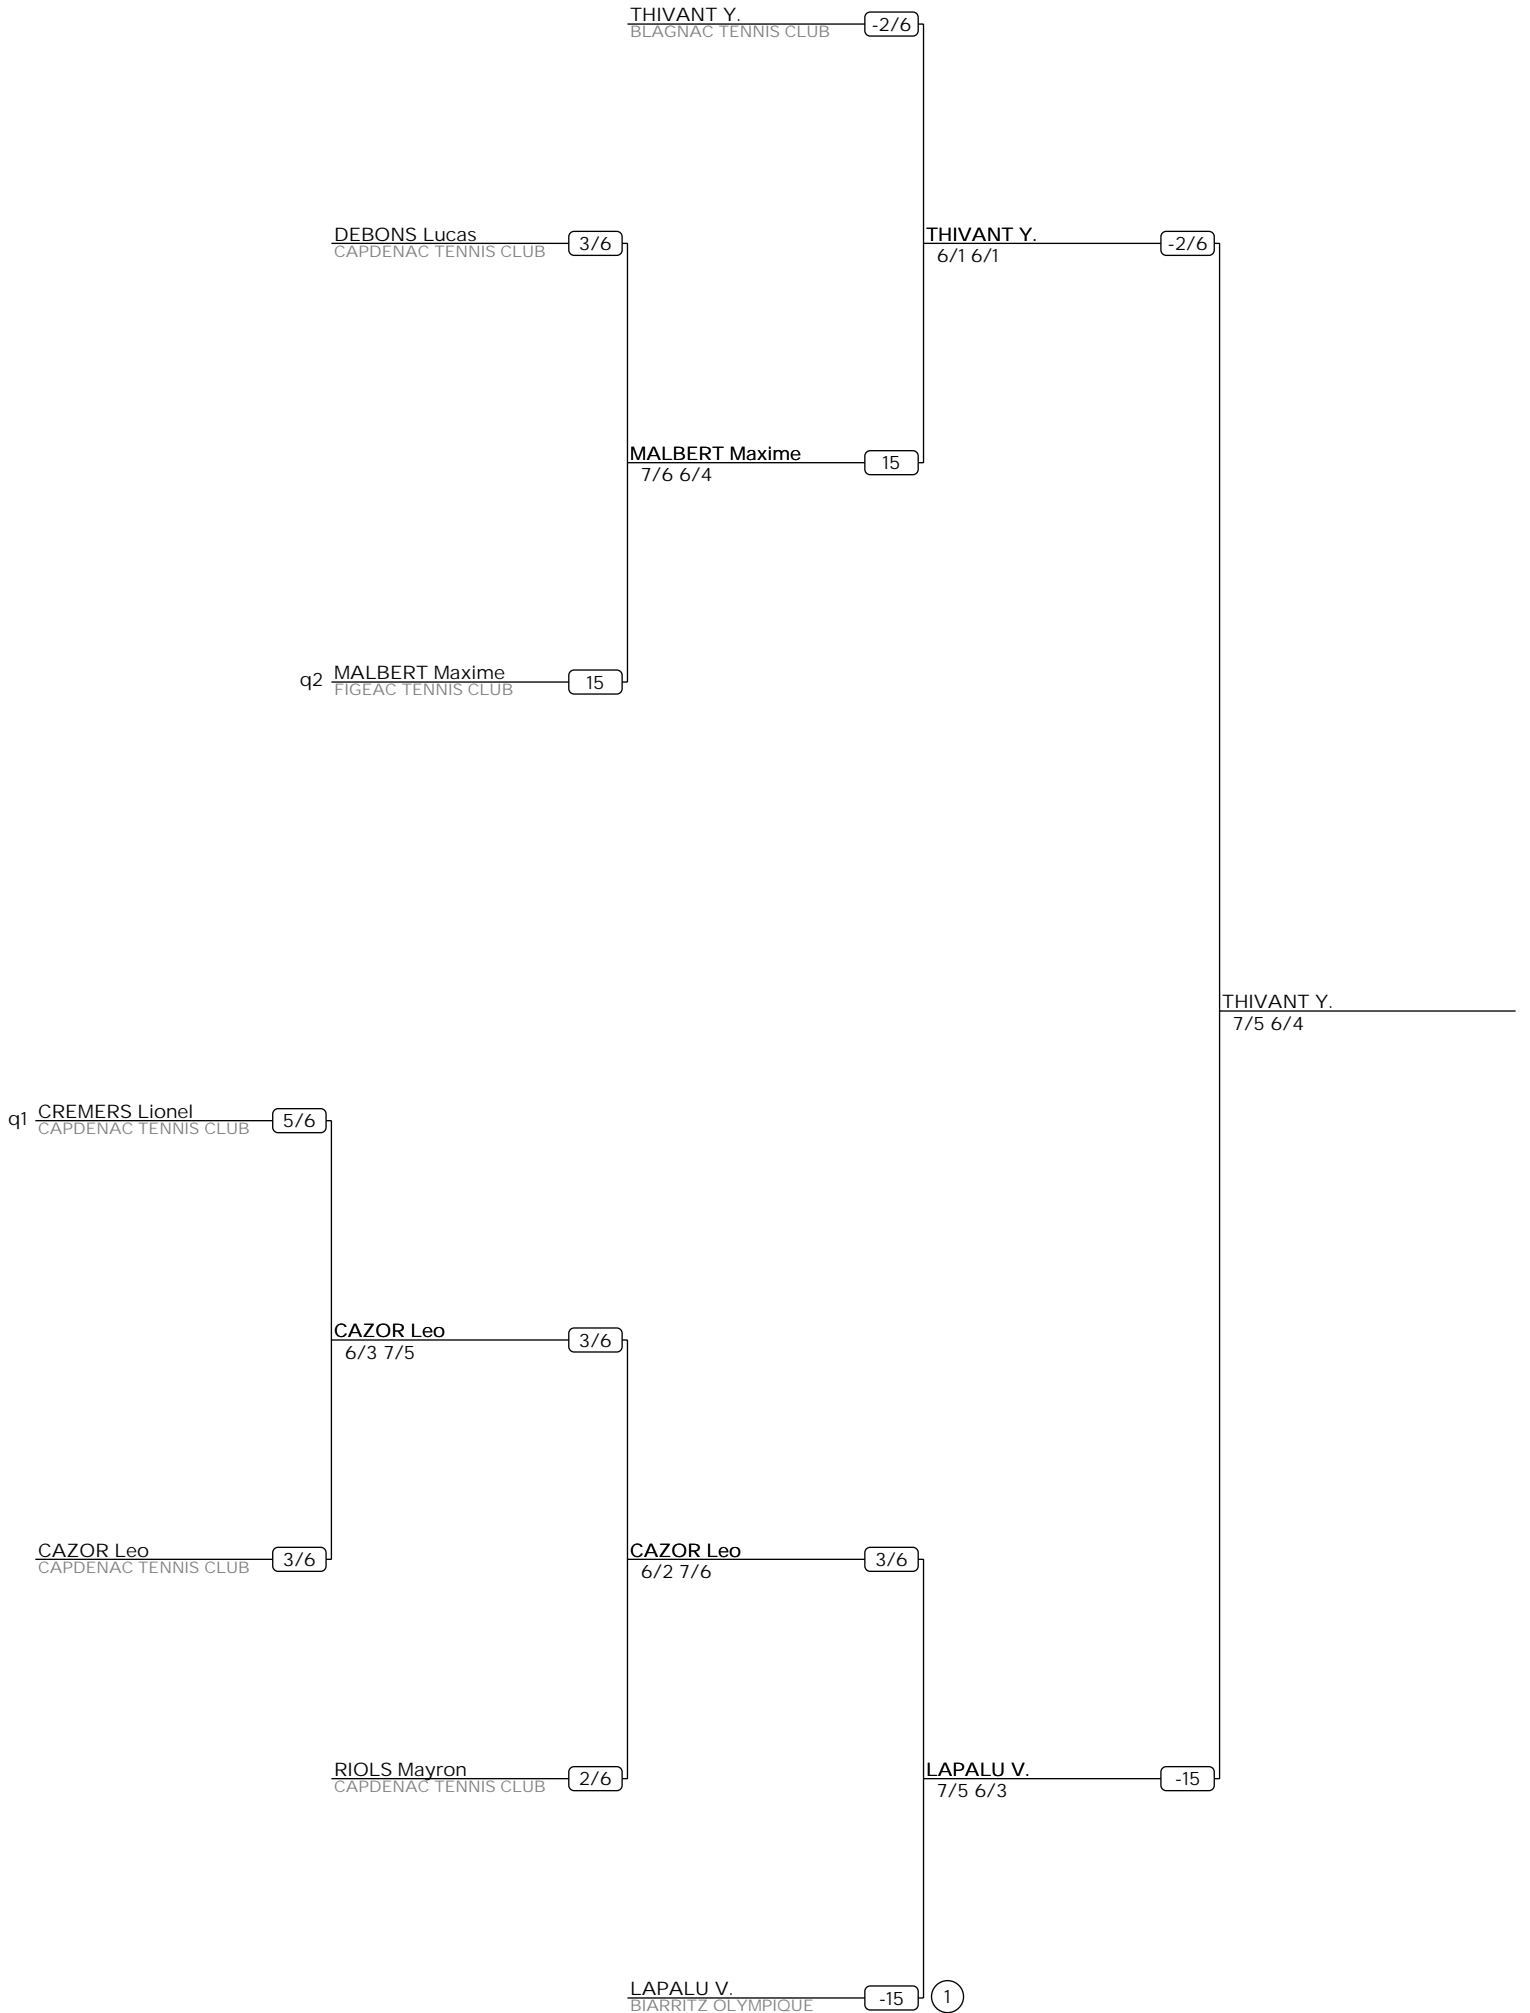 THIVANT Y.
BLAGNAC TENNIS CLUB
-2/6
DEBONS Lucas
CAPDENAC TENNIS CLUB
3/6
THIVANT Y.
6/1 6/1
-2/6
MALBERT Maxime
7/6 6/4
15
q2
MALBERT Maxime
FIGEAC TENNIS CLUB
15
THIVANT Y.
7/5 6/4
q1
CREMERS Lionel
CAPDENAC TENNIS CLUB
5/6
CAZOR Leo
6/3 7/5
3/6
CAZOR Leo
CAPDENAC TENNIS CLUB
3/6
CAZOR Leo
6/2 7/6
3/6
RIOLS Mayron
CAPDENAC TENNIS CLUB
2/6
LAPALU V.
7/5 6/3
-15
LAPALU V.
BIARRITZ OLYMPIQUE
-15
1